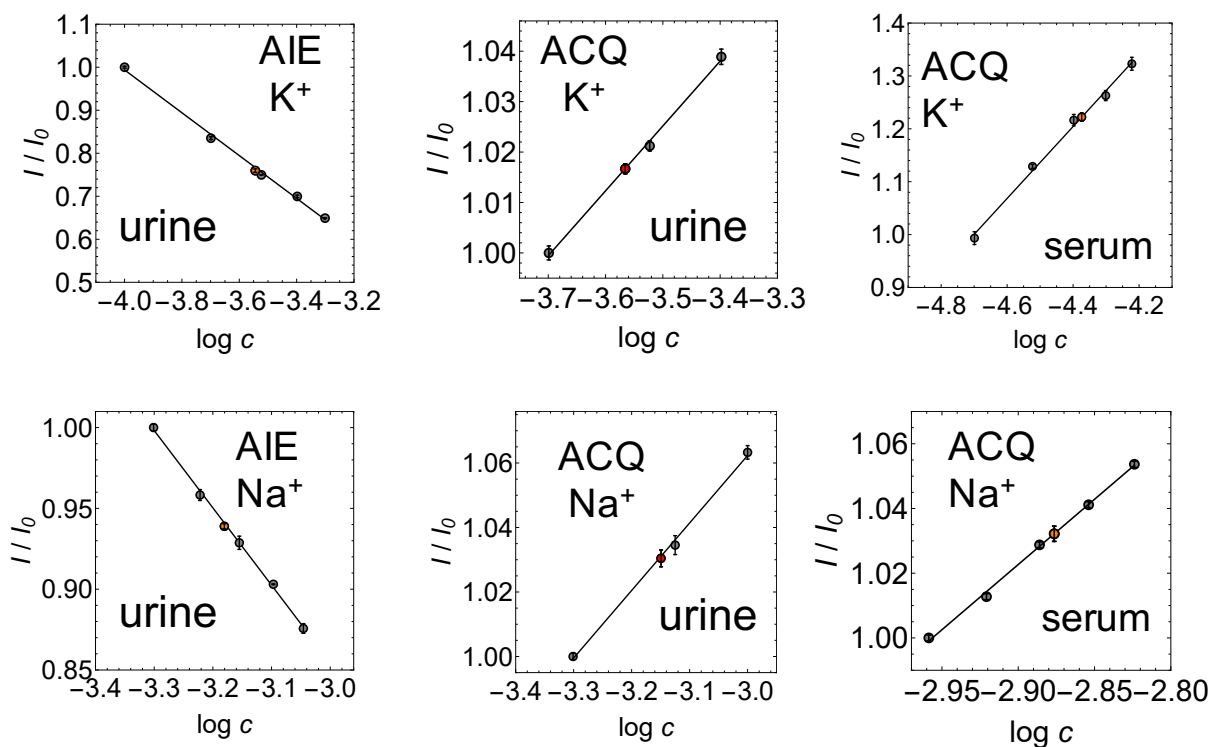 1.1
1.0
0.9
0.8
0.7
0.6
0.5
I / I0
AIE
K+
urine
−4.0 −3.8 −3.6 −3.4 −3.2
log c
1.04
1.03
1.02
1.01
1.00
I / I0
ACQ
K+
urine
−3.7 −3.6 −3.5 −3.4 −3.3
log c
1.4
1.3
1.2
1.1
1.0
0.9
I / I0
ACQ
K+
serum
−4.8 −4.6 −4.4 −4.2
log c
1.00
0.95
0.90
0.85
I / I0
AIE
Na+
urine
−3.4 −3.3 −3.2 −3.1 −3.0
log c
1.06
1.04
1.02
1.00
I / I0
ACQ
Na+
urine
−3.4 −3.3 −3.2 −3.1 −3.0
log c
1.06
1.04
1.02
1.00
I / I0
ACQ
Na+
serum
−2.95 −2.90 −2.85 −2.80
log c